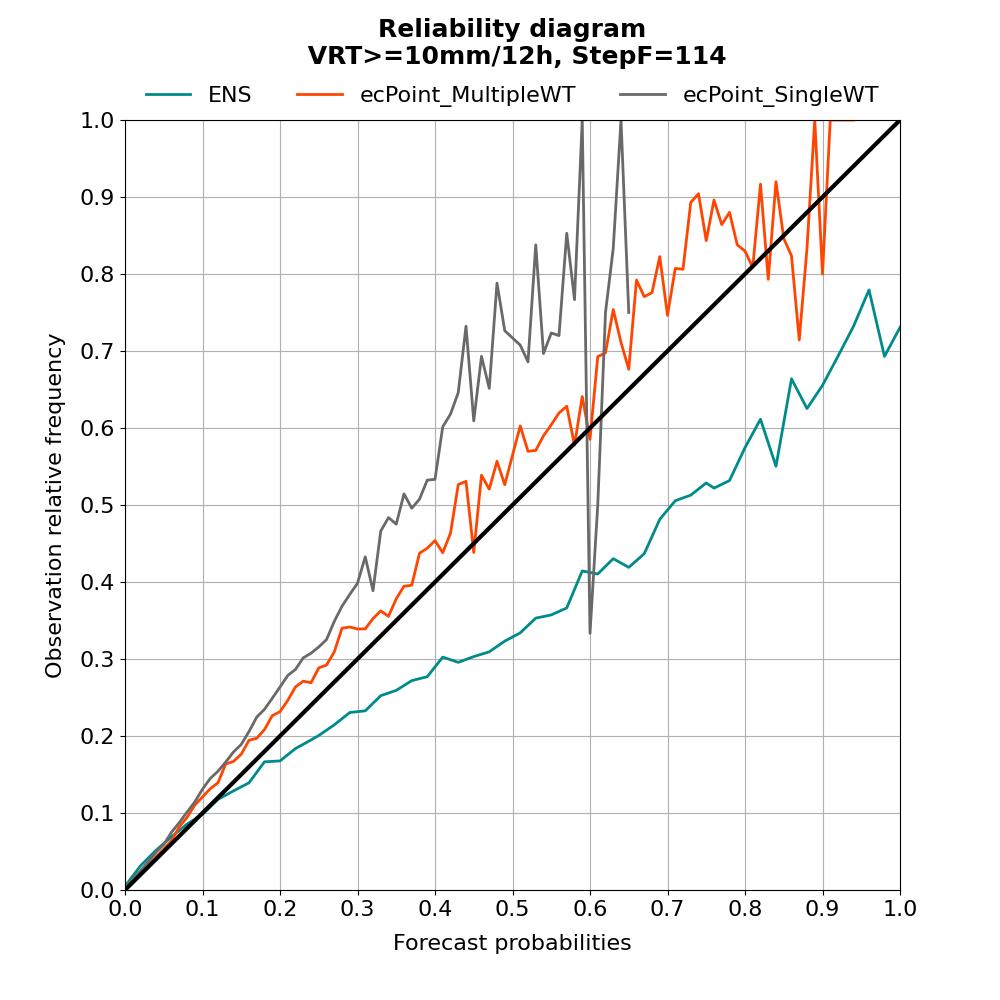 Reliability diagram
VRT>=10mm/12h, StepF=114
ENS ecPoint_MultipleWT ecPoint_SingleWT
1.0
0.9
0.8
0.7
0.6
0.5
0.4
0.3
0.2
0.1
0.0
Observation relative frequency
0.0 0.1 0.2 0.3 0.4 0.5 0.6 0.7 0.8 0.9 1.0
Forecast probabilities